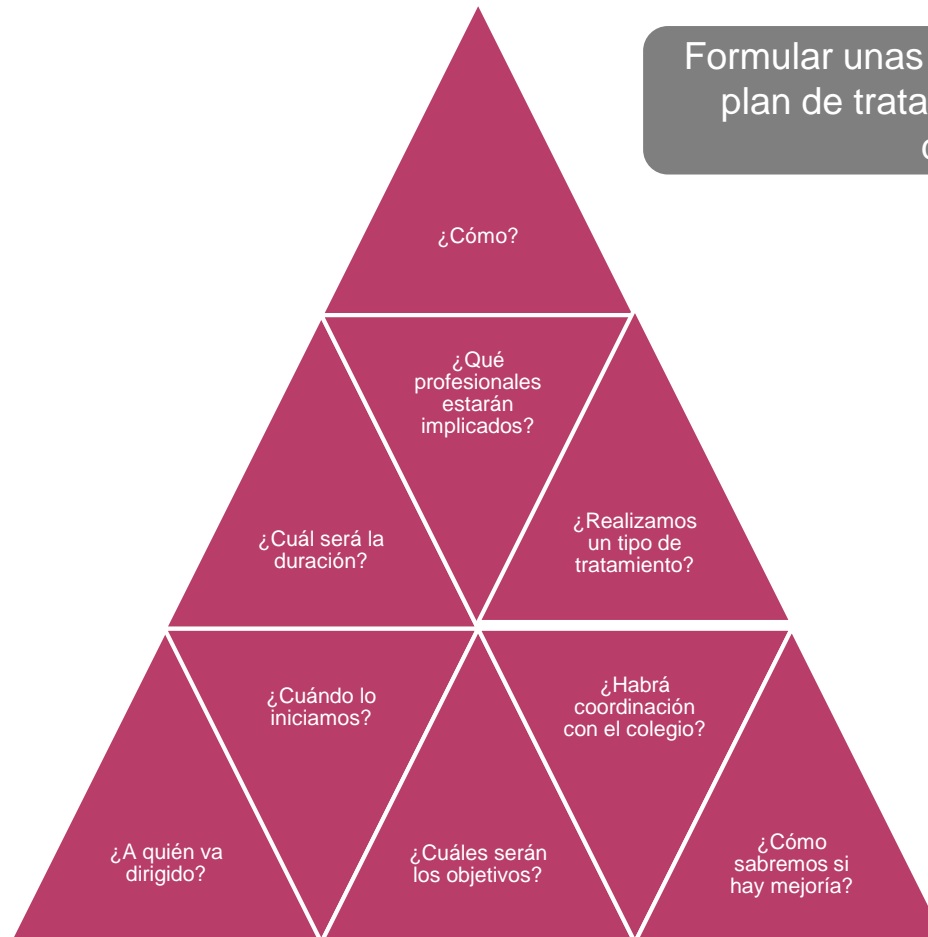 Formular unas
plan de
¿Cómo?
¿Qué
profesionales
estarán
implicados?
¿Cuál será la
duración?
¿Realizamos
un tipo de
tratamiento?
¿Cuándo lo
iniciamos?
¿Habrá
coordinación
con el colegio?
¿A quién va
dirigido?
¿Cuáles serán
los objetivos?
¿Cómo
sabremos si
hay mejoría?